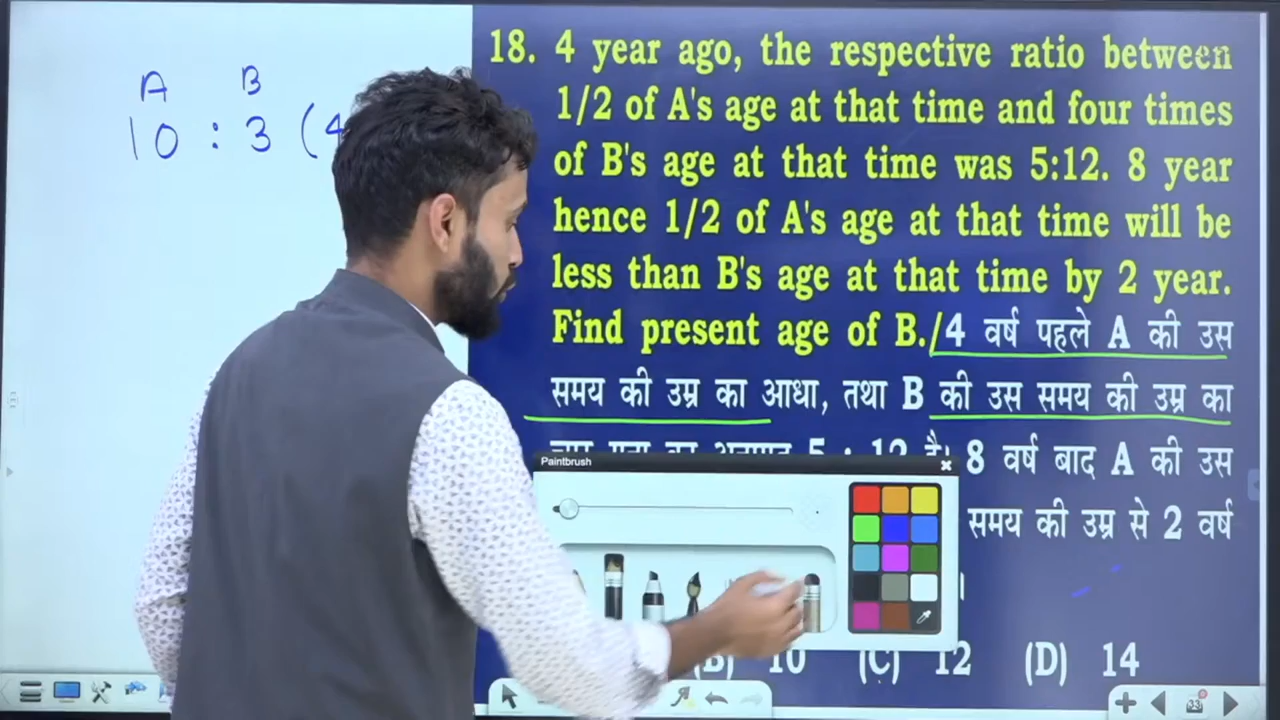 A B
10 : 3 (4
18. 4 year ago, the respective ratio between
1/2 of A's age at that time and four times
of B's age at that time was 5:12. 8 year
hence 1/2 of A's age at that time will be
less than B's age at that time by 2 year.
Find present age of B./4 वर्ष पहले A की उस
समय की उम्र का आधा, तथा B की उस समय की उम्र का
5 : 12 है। 8 वर्ष बाद A की उस
Paintbrush
समय की उम्र से 2 वर्ष
(B) 10 (C) 12 (D) 14